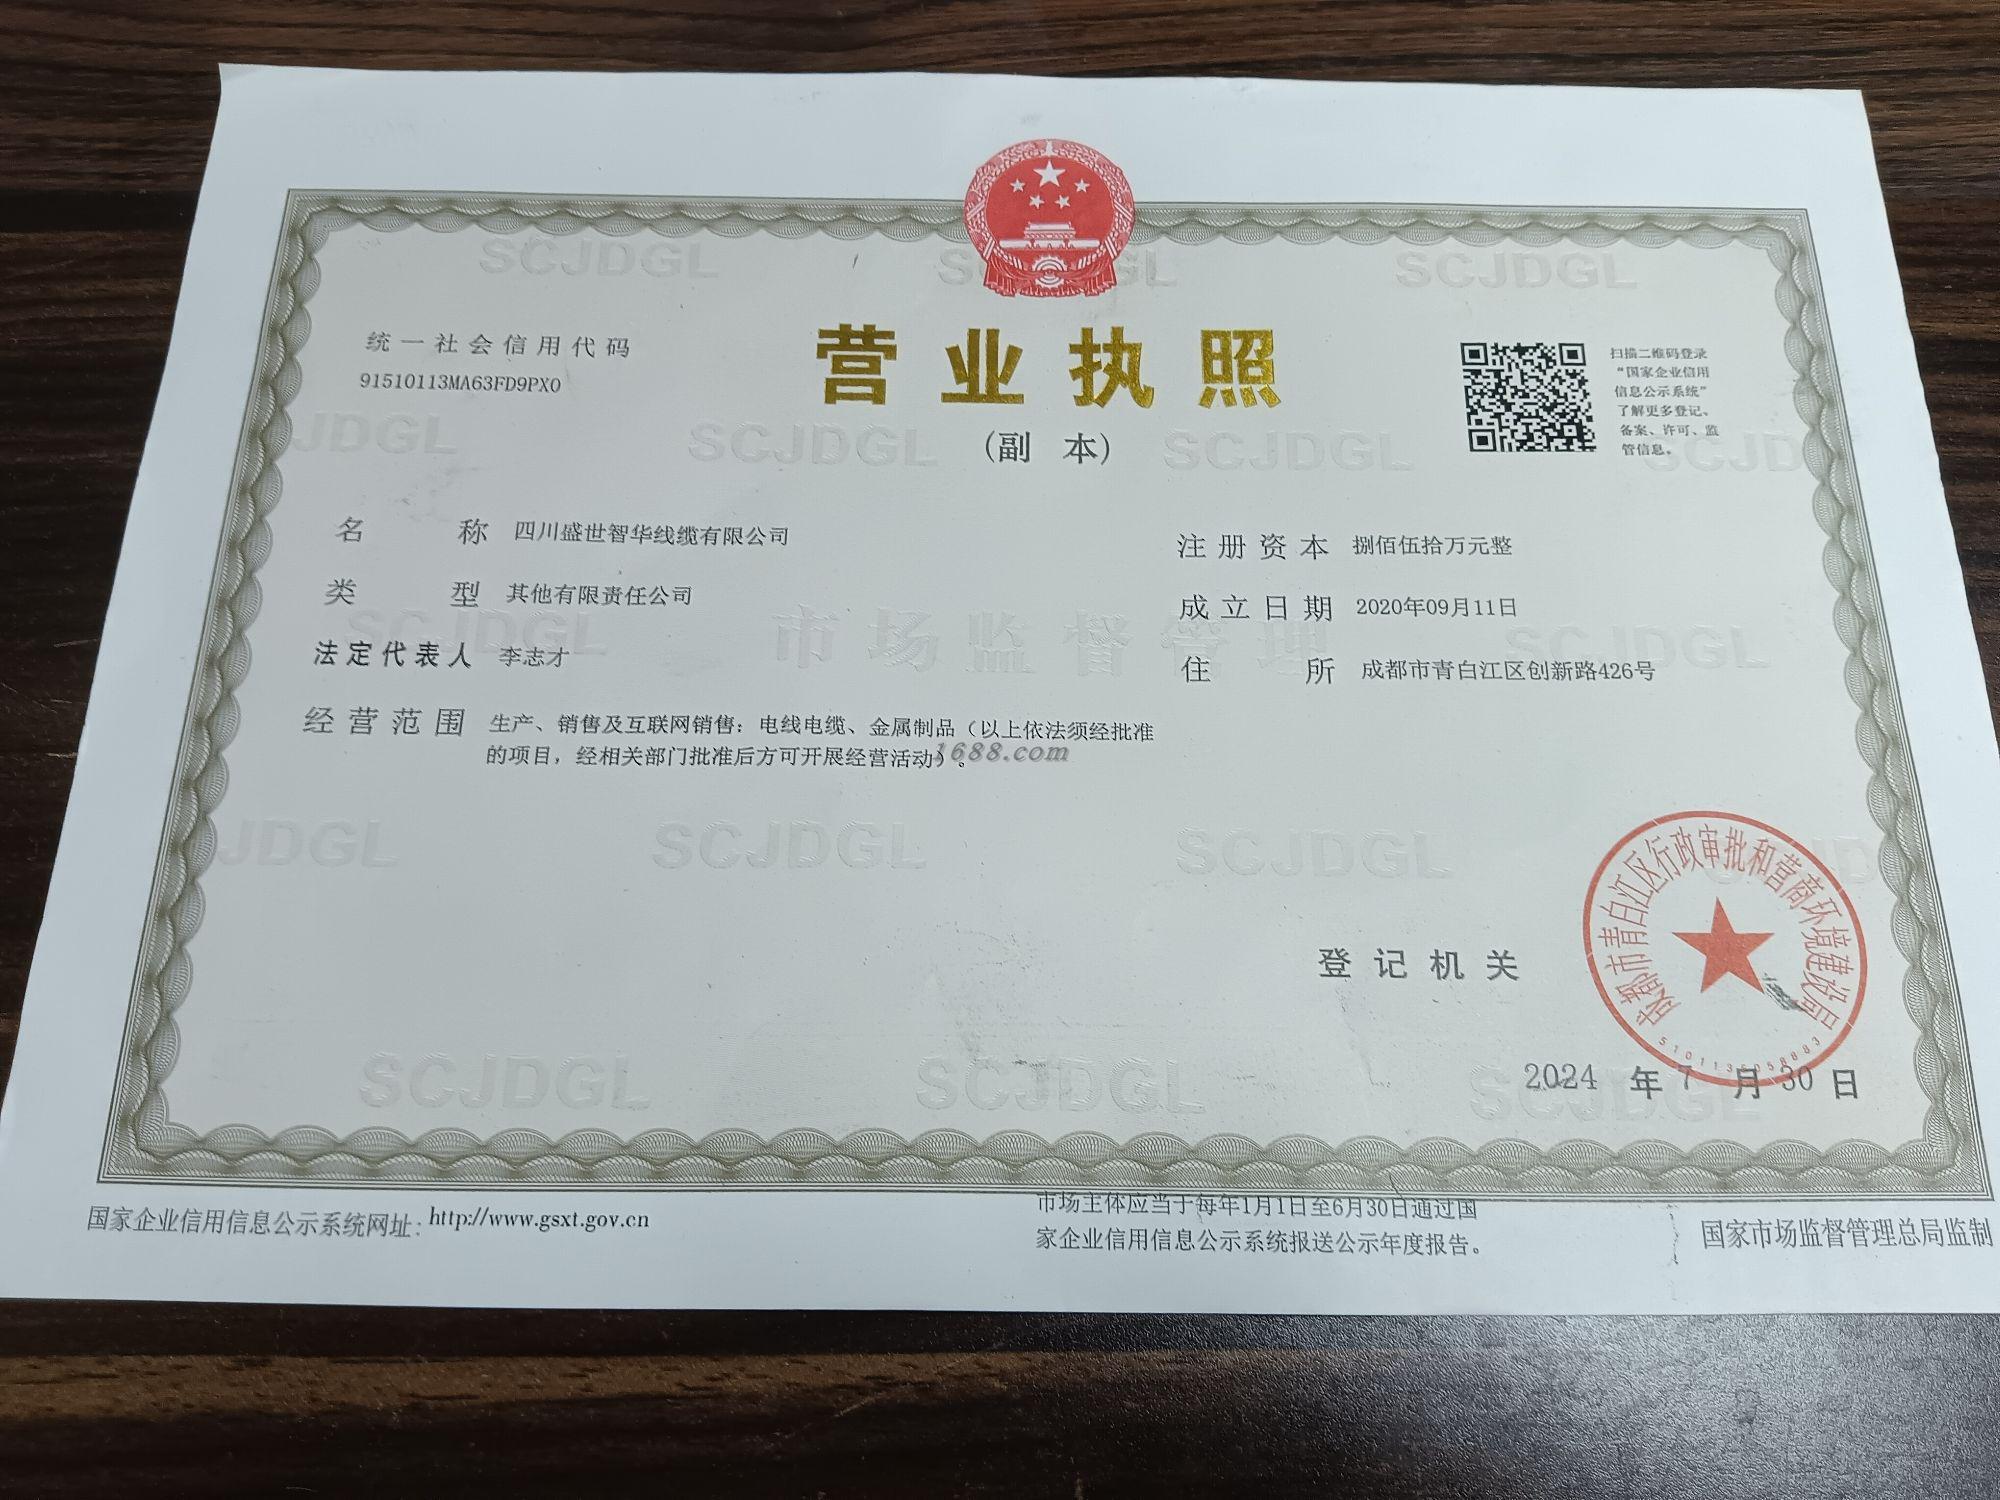 统一社会信用代码
91510113MA63FD9PX0
营业执照
(副 本)
扫描二维码登录
“国家企业信用
信息公示系统”
了解更多登记、
备案、许可、监
管信息。
名 称 四川盛世智华线缆有限公司
类 型 其他有限责任公司
法定代表人 李志才
经营范围 生产、销售及互联网销售：电线电缆、金属制品（以上依法须经批准
的项目，经相关部门批准后方可开展经营活动）。
1688.com
注册资本 捌佰伍拾万元整
成立日期 2020年09月11日
住 所 成都市青白江区创新路426号
SCJDGL
市场监督管理
登记机关
成都市青白江区行政审批和营商环境建设局
2024 年 7 月 30 日
国家企业信用信息公示系统网址：http://www.gsxt.gov.cn
市场主体应当于每年1月1日至6月30日通过国
家企业信用信息公示系统报送公示年度报告。
国家市场监督管理总局监制